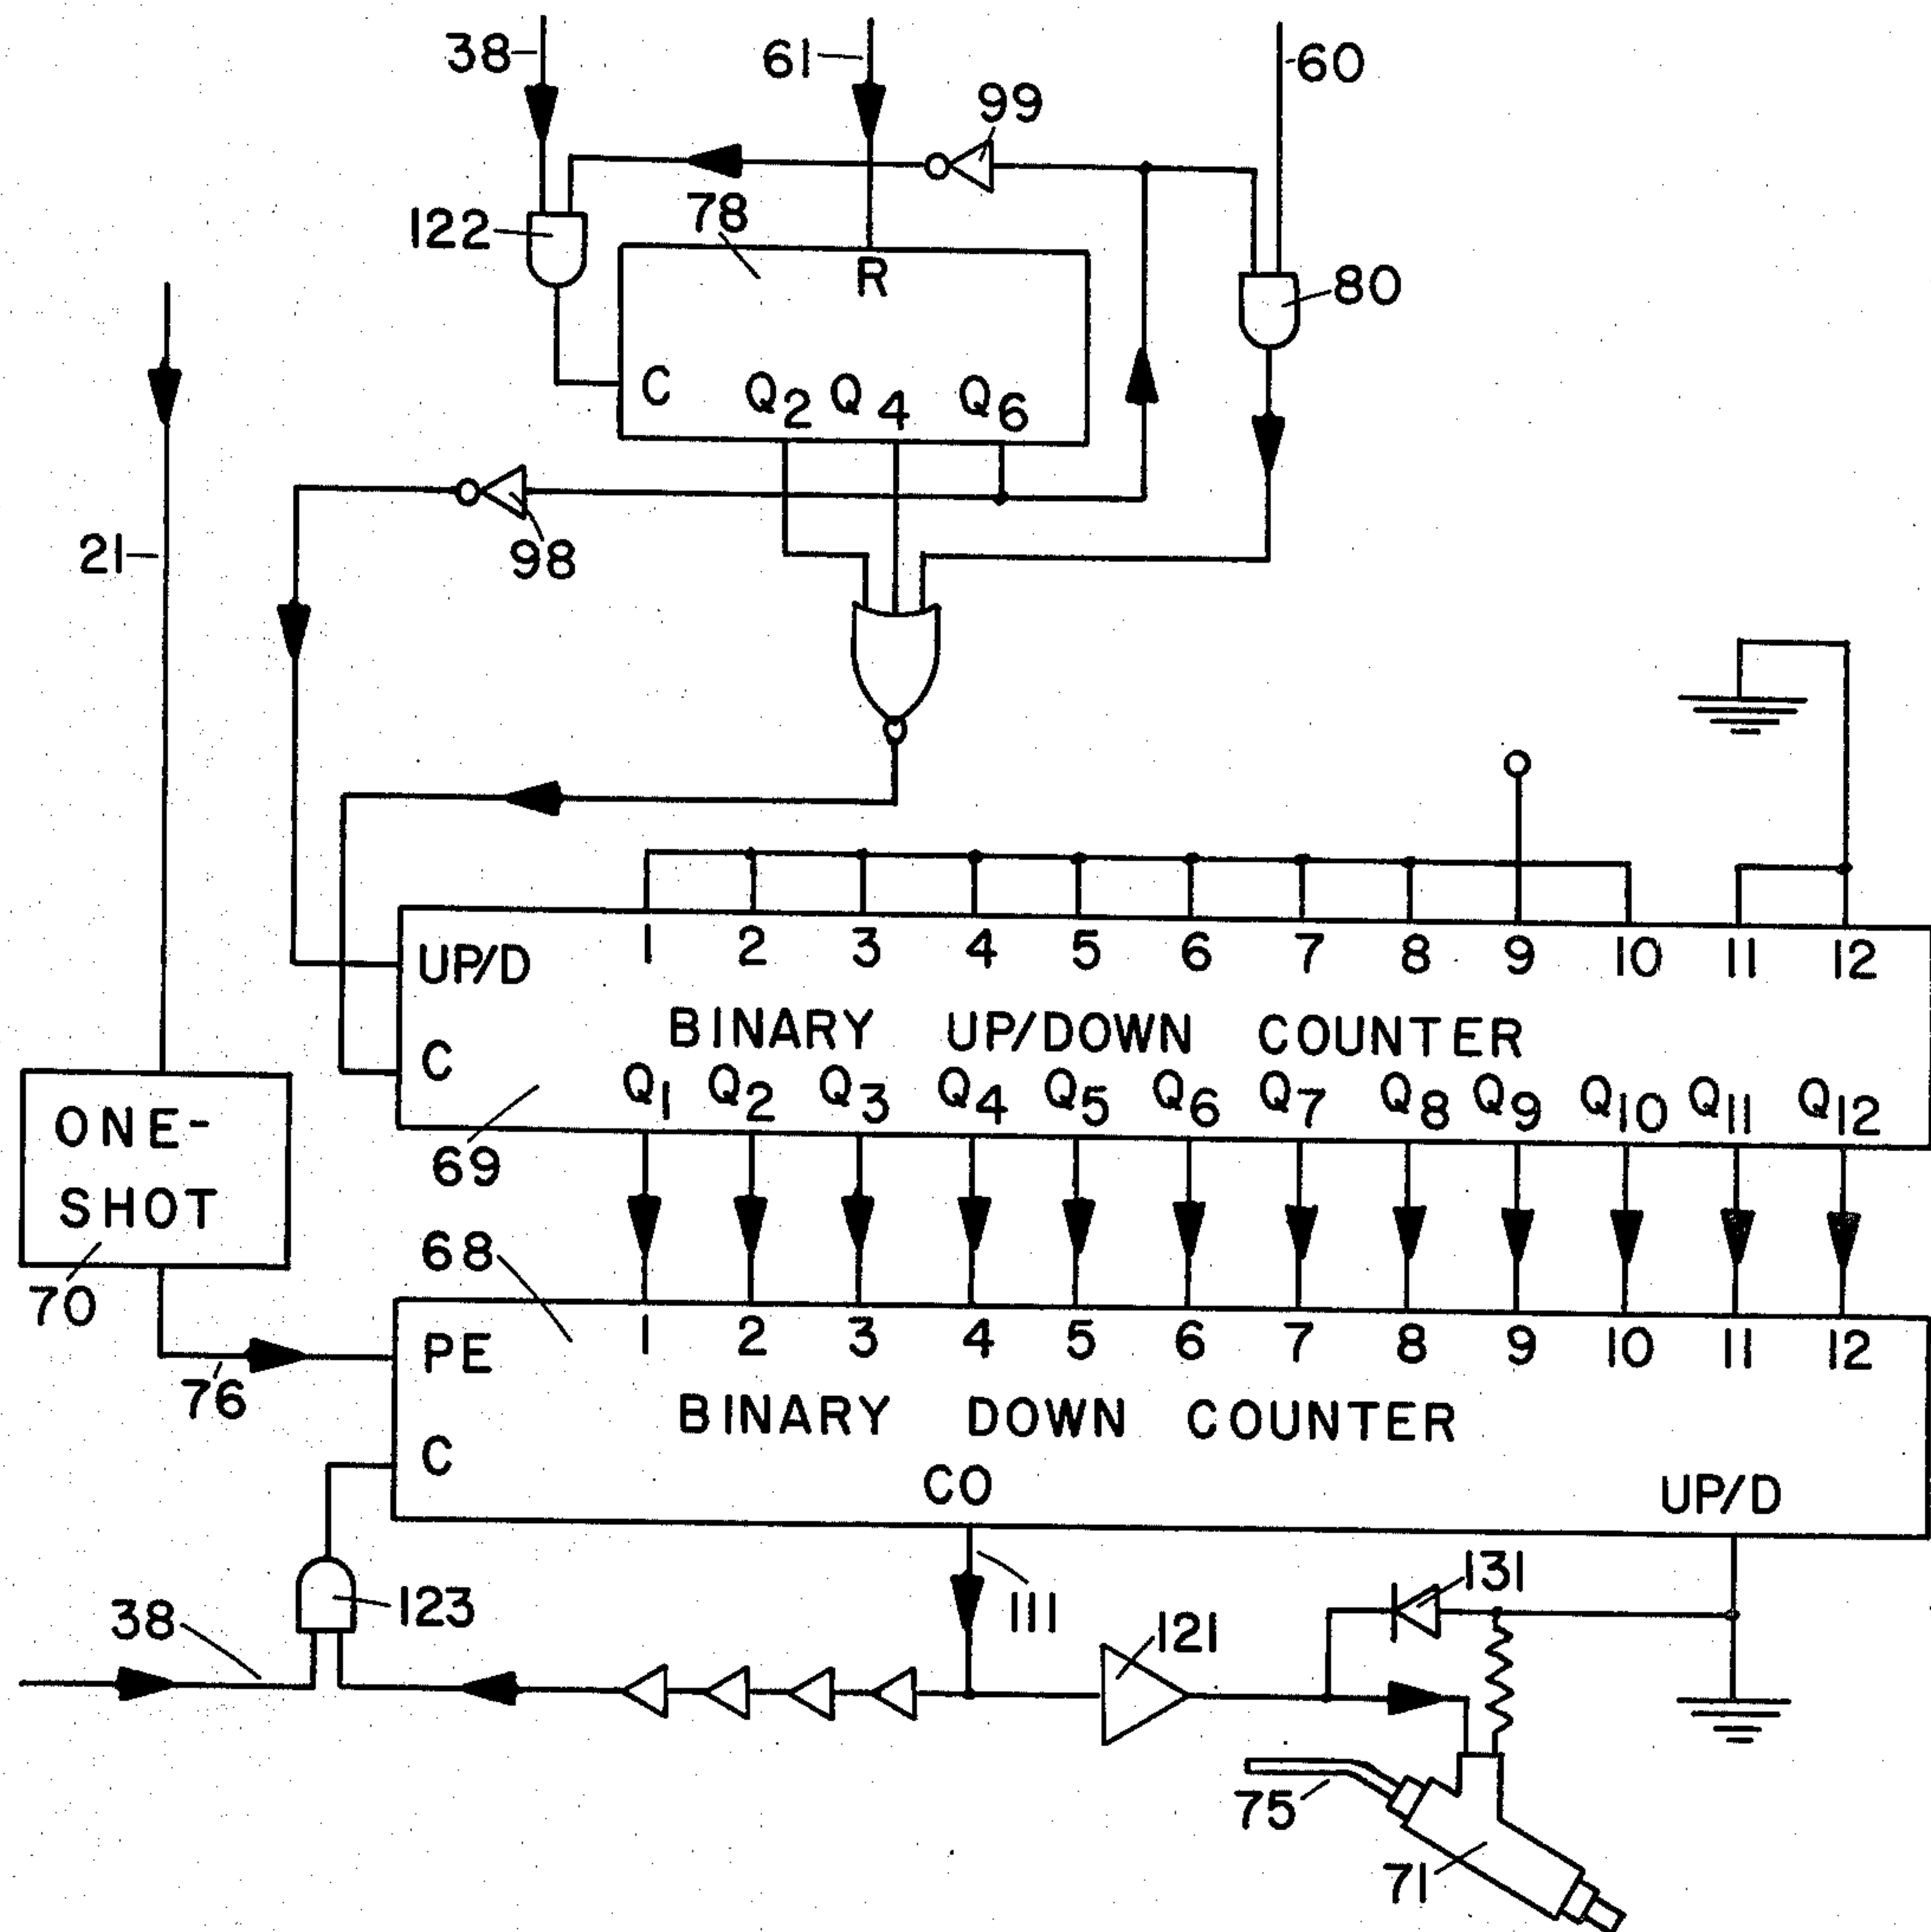 38
61
60
99
122
78
R
80
C Q2 Q4 Q6
21
98
UP/D 1 2 3 4 5 6 7 8 9 10 11 12
BINARY UP/DOWN COUNTER
C Q1 Q2 Q3 Q4 Q5 Q6 Q7 Q8 Q9 Q10 Q11 Q12
ONE-
SHOT
69
68
70
PE 1 2 3 4 5 6 7 8 9 10 11 12
76
BINARY DOWN COUNTER
C
CO UP/D
131
123
111
38
121
75
71